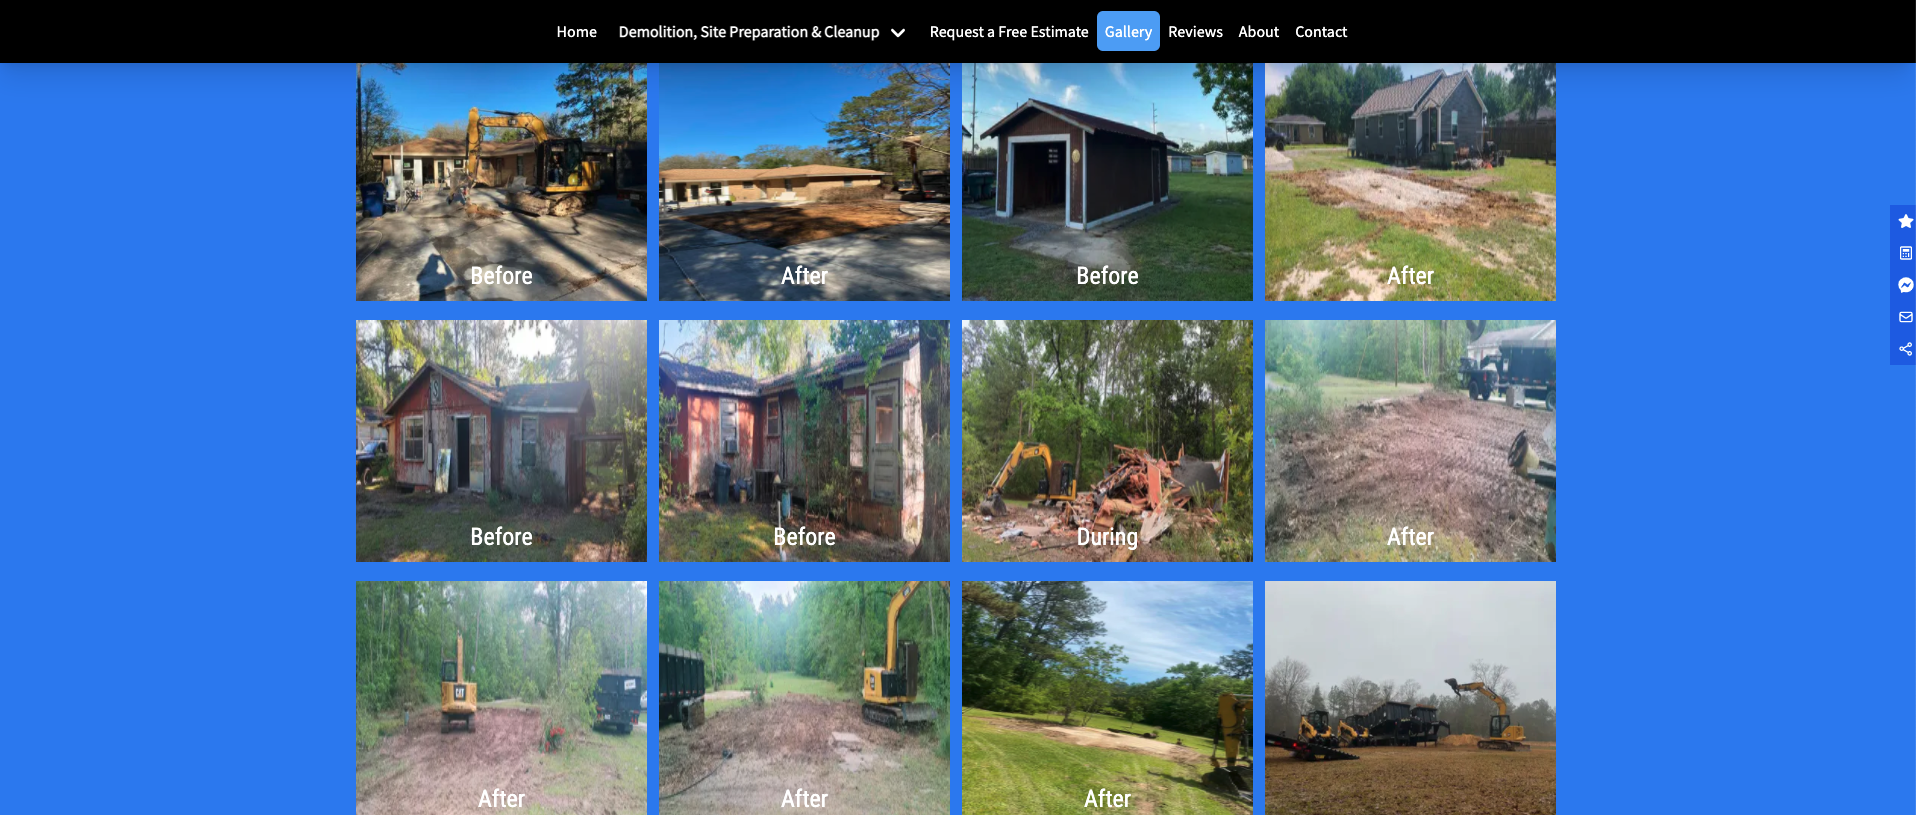 Home Demolition, Site Preparation & Cleanup Request a Free Estimate Gallery Reviews About Contact
Before After Before After
Before Before During After
CAT
After After After